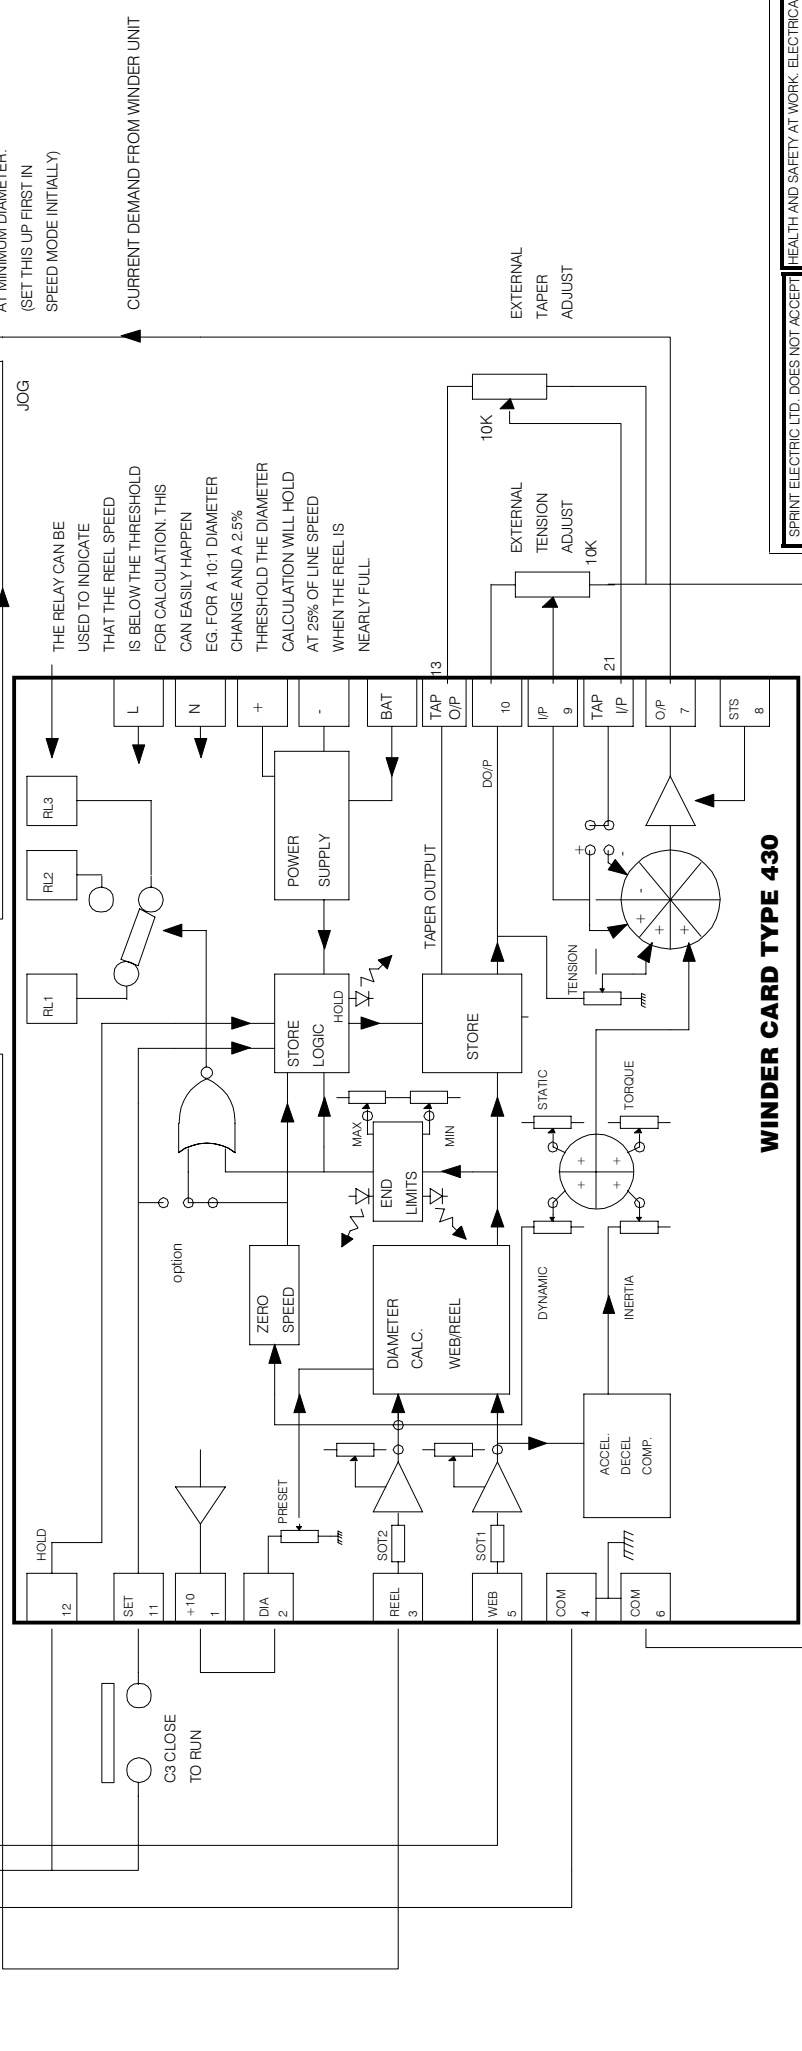 AT MINIMUM DIAMETER.
(SET THIS UP FIRST IN
SPEED MODE INITIALLY)
CURRENT DEMAND FROM WINDER UNIT
JOG
THE RELAY CAN BE
USED TO INDICATE
THAT THE REEL SPEED
IS BELOW THE THRESHOLD
FOR CALCULATION. THIS
CAN EASILY HAPPEN
EG. FOR A 10:1 DIAMETER
CHANGE AND A 2.5%
THRESHOLD THE DIAMETER
CALCULATION WILL HOLD
AT 25% OF LINE SPEED
WHEN THE REEL IS
NEARLY FULL.
EXTERNAL
TAPER
ADJUST
10K
EXTERNAL
TENSION
ADJUST
10K
13
21
L
N
+
-
BAT
TAP
O/P
10
I/P
9
TAP
I/P
O/P
7
STS
8
RL3
RL2
RL1
POWER
SUPPLY
TAPER OUTPUT
DO/P
STORE
LOGIC
HOLD
STORE
TENSION
+
-
-
+
+
+
MAX
MIN
END
LIMITS
STATIC
TORQUE
DYNAMIC
INERTIA
+
+
+
+
option
ZERO
SPEED
DIAMETER
CALC.
WEB/REEL
ACCEL.
DECEL
COMP.
PRESET
SOT2
SOT1
HOLD
12
SET
11
+10
1
DIA
2
REEL
3
WEB
5
COM
4
COM
6
C3 CLOSE
TO RUN
WINDER CARD TYPE 430
SPRINT ELECTRIC LTD. DOES NOT ACCEPT
HEALTH AND SAFETY AT WORK. ELECTRICA